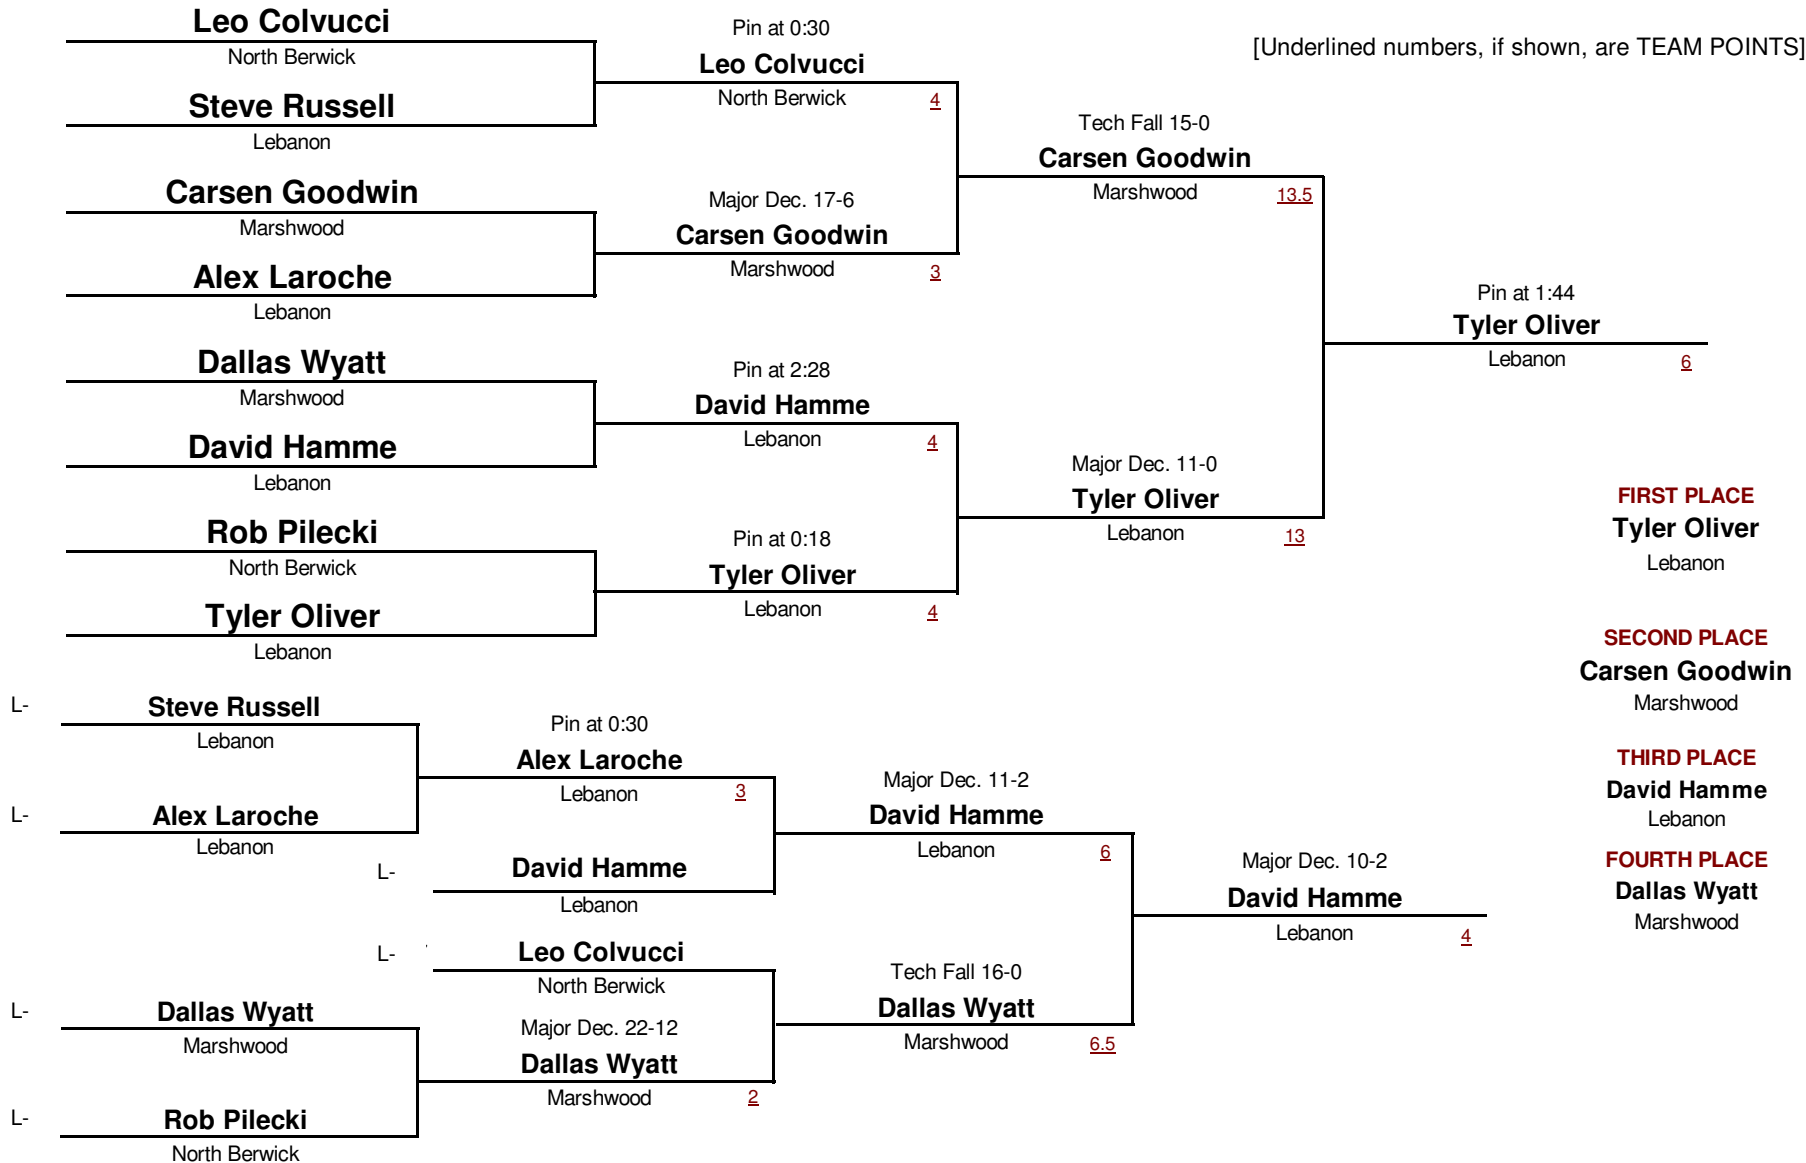 [Underlined numbers, if shown, are TEAM POINTS]
Leo Colvucci
North Berwick
Steve Russell
Lebanon
Carsen Goodwin
Marshwood
Alex Laroche
Lebanon
Dallas Wyatt
Marshwood
David Hamme
Lebanon
Rob Pilecki
North Berwick
Tyler Oliver
Lebanon
Pin at 0:30
Leo Colvucci
North Berwick 4
Major Dec. 17-6
Carsen Goodwin
Marshwood 3
Pin at 2:28
David Hamme
Lebanon 4
Pin at 0:18
Tyler Oliver
Lebanon 4
Tech Fall 15-0
Carsen Goodwin
Marshwood 13.5
Major Dec. 11-0
Tyler Oliver
Lebanon 13
Pin at 1:44
Tyler Oliver
Lebanon 6
FIRST PLACE
Tyler Oliver
Lebanon
SECOND PLACE
Carsen Goodwin
Marshwood
THIRD PLACE
David Hamme
Lebanon
FOURTH PLACE
Dallas Wyatt
Marshwood
L- Steve Russell
Lebanon
L- Alex Laroche
Lebanon
L- Dallas Wyatt
Marshwood
L- Rob Pilecki
North Berwick
Pin at 0:30
Alex Laroche
Lebanon 3
L- David Hamme
Lebanon
L- Leo Colvucci
North Berwick
Major Dec. 22-12
Dallas Wyatt
Marshwood 2
Major Dec. 11-2
David Hamme
Lebanon 6
Tech Fall 16-0
Dallas Wyatt
Marshwood 6.5
Major Dec. 10-2
David Hamme
Lebanon 4